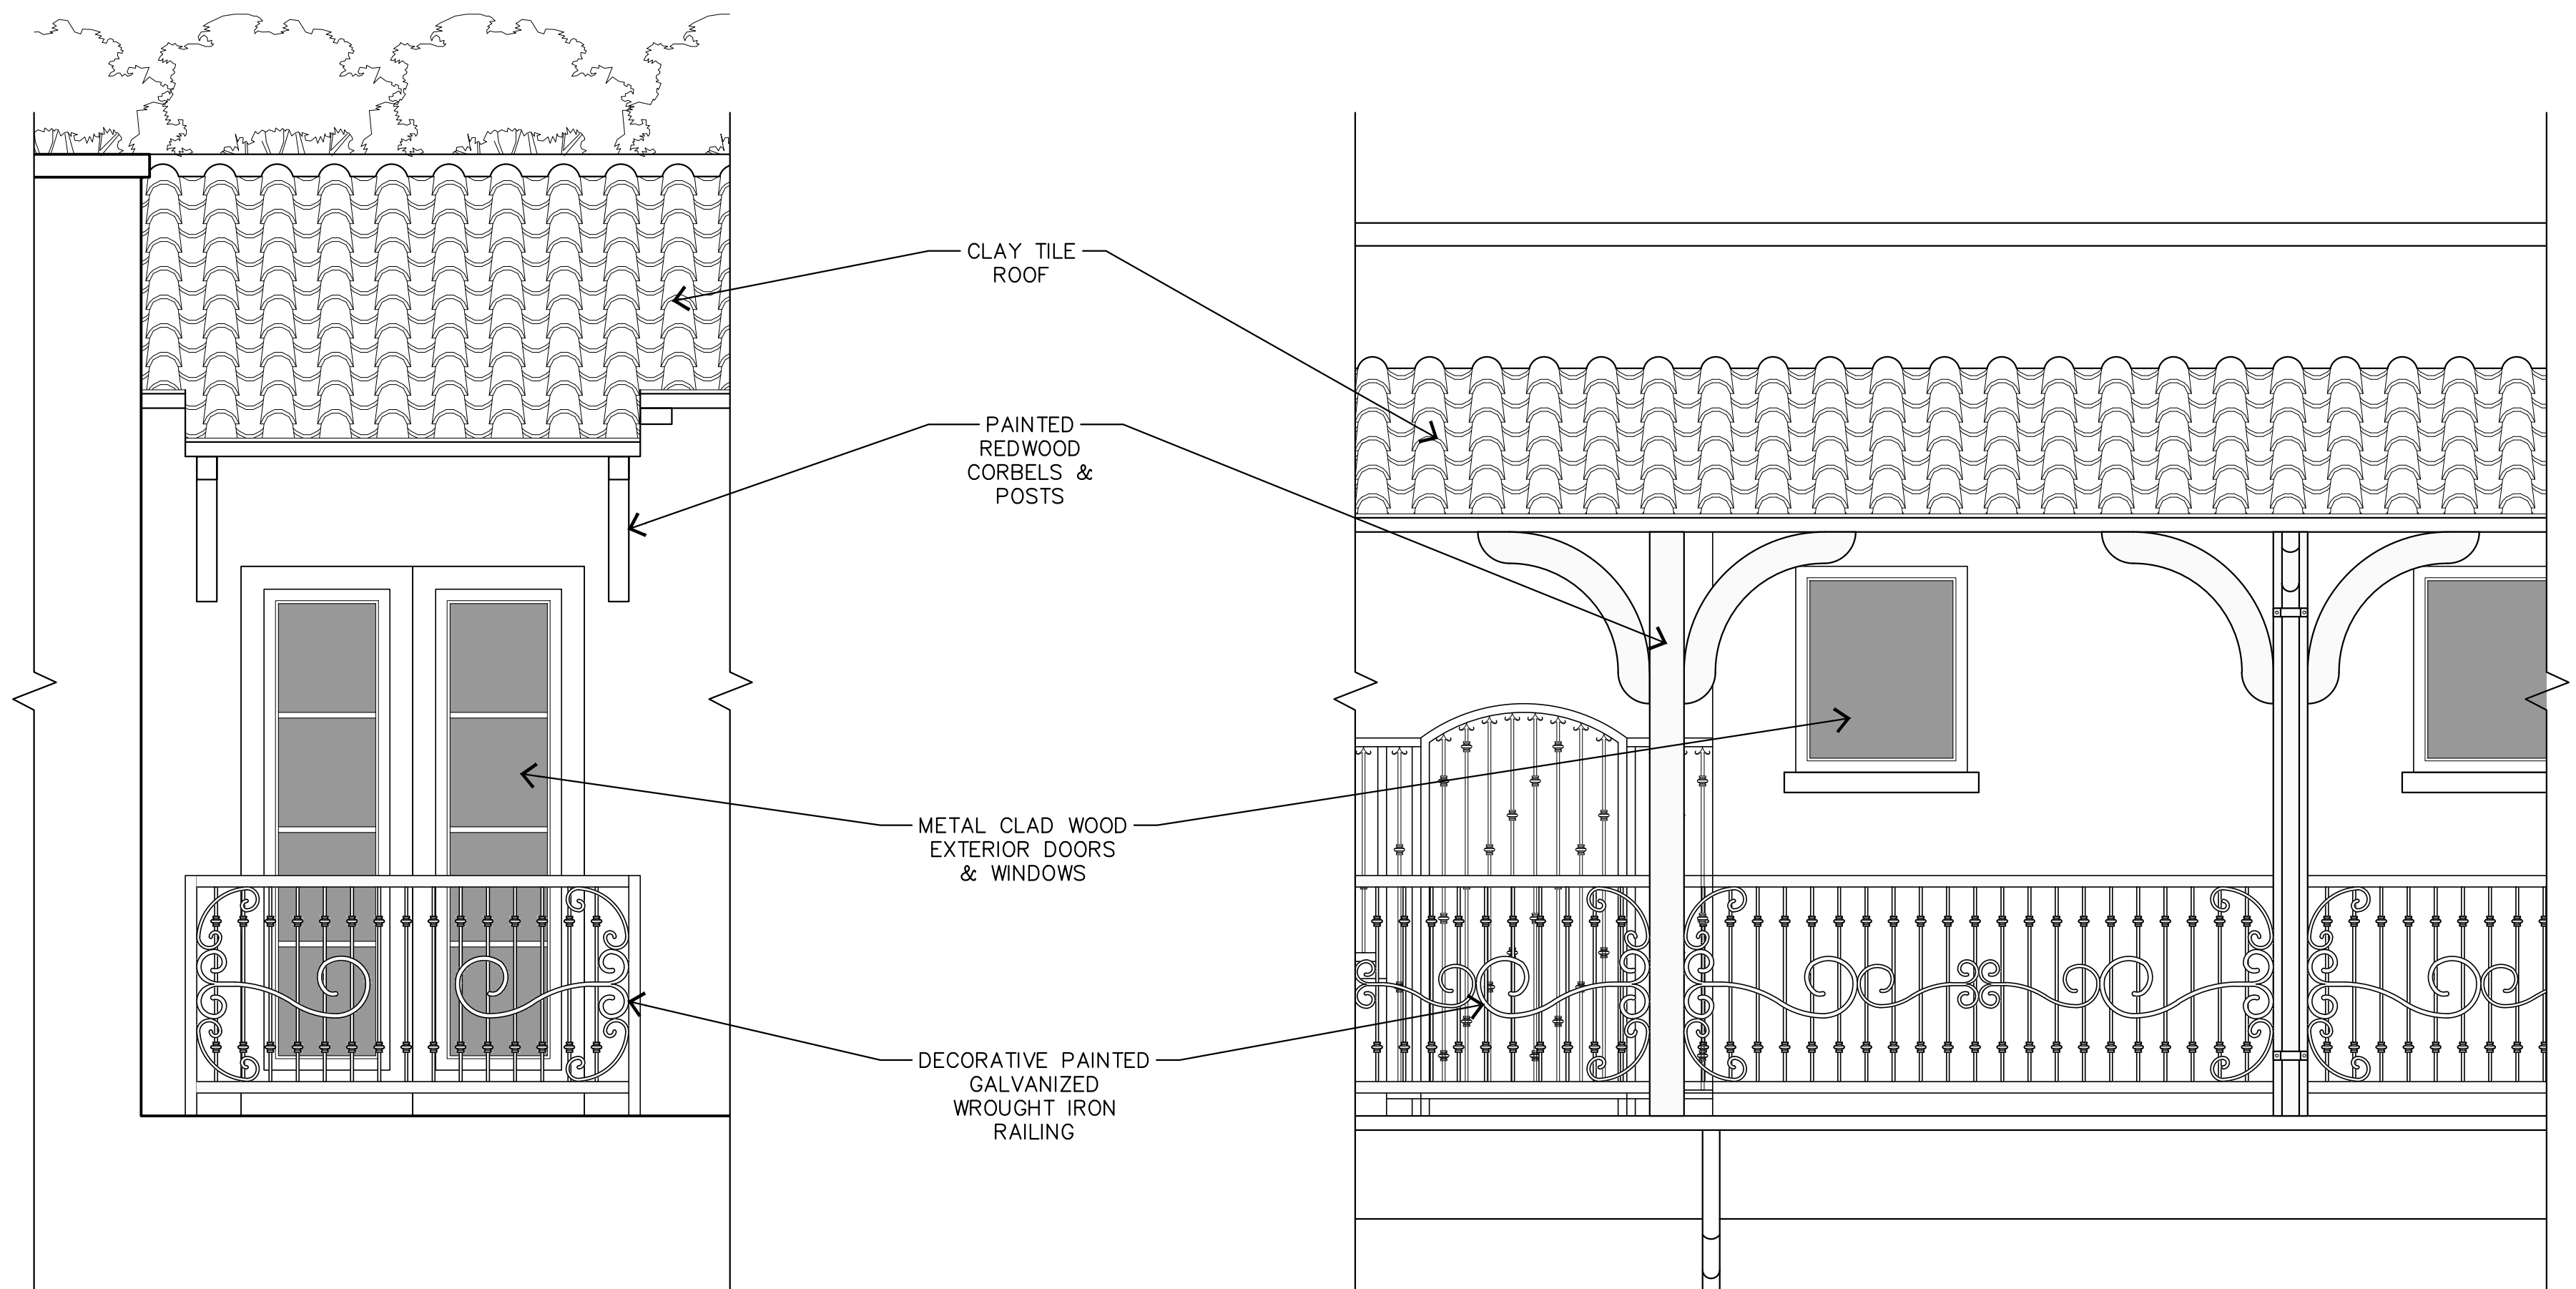 CLAY TILE
ROOF
PAINTED
REDWOOD
CORBELS &
POSTS
METAL CLAD WOOD
EXTERIOR DOORS
& WINDOWS
DECORATIVE PAINTED
GALVANIZED
WROUGHT IRON
RAILING